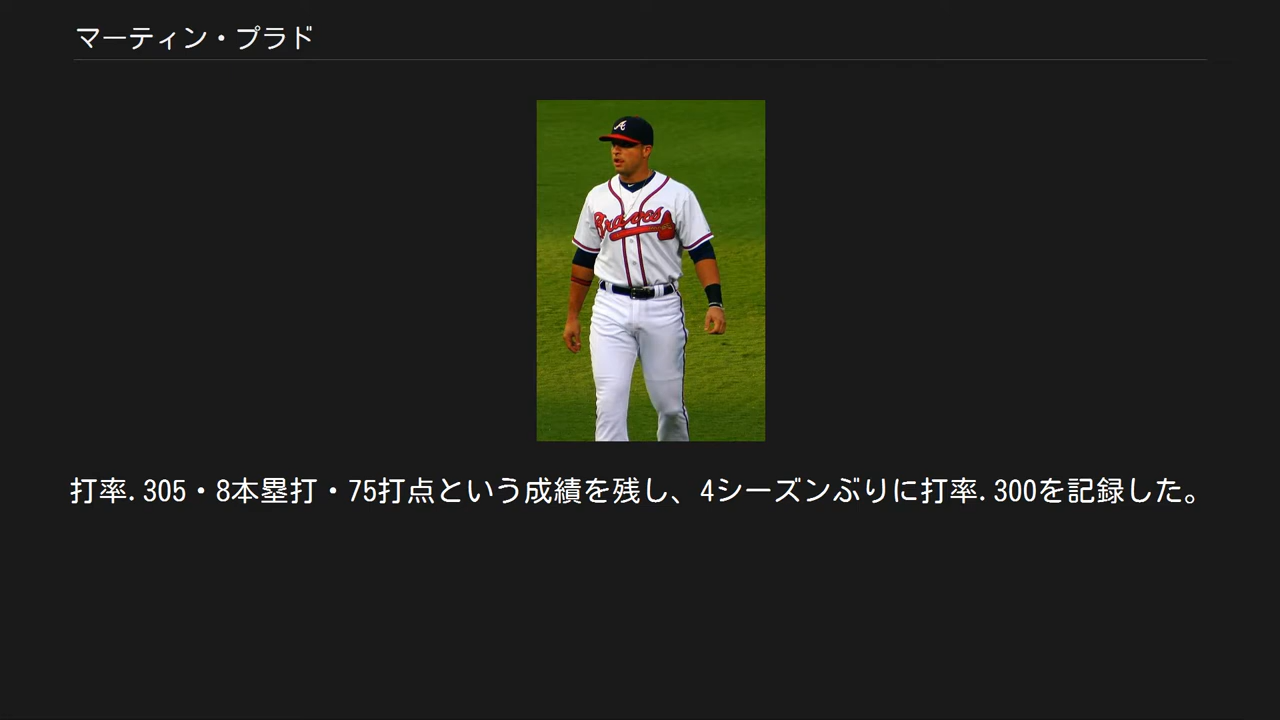 マーティン・プラド
A
Braves
打率.305・8本塁打・75打点という成績を残し、4シーズンぶりに打率.300を記録した。